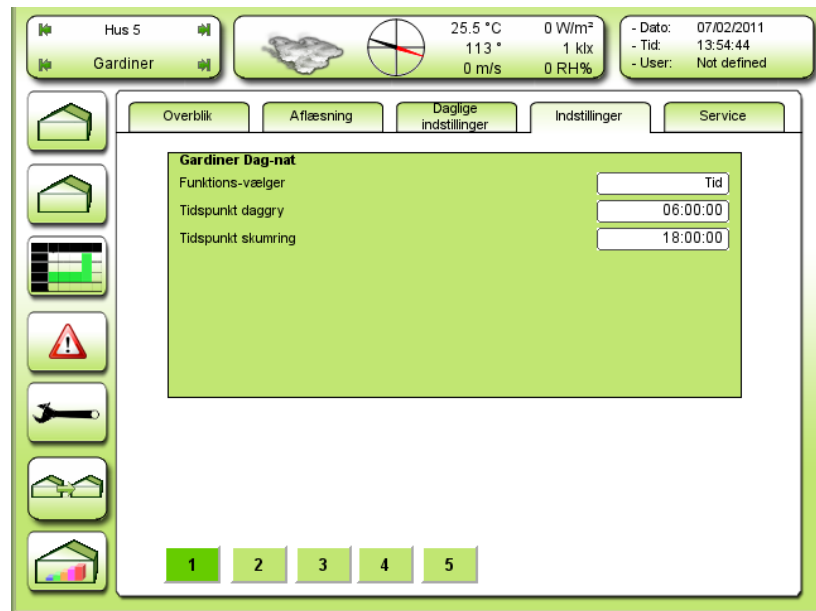 Hus 5
Gardiner
25.5 °C 0 W/m²
113 ° 1 klx
0 m/s 0 RH%
- Dato: 07/02/2011
- Tid: 13:54:44
- User: Not defined
Overblik Aflæsning Daglige indstillinger Indstillinger Service
Gardiner Dag-nat
Funktions-vælger Tid
Tidspunkt daggry 06:00:00
Tidspunkt skumring 18:00:00
1 2 3 4 5